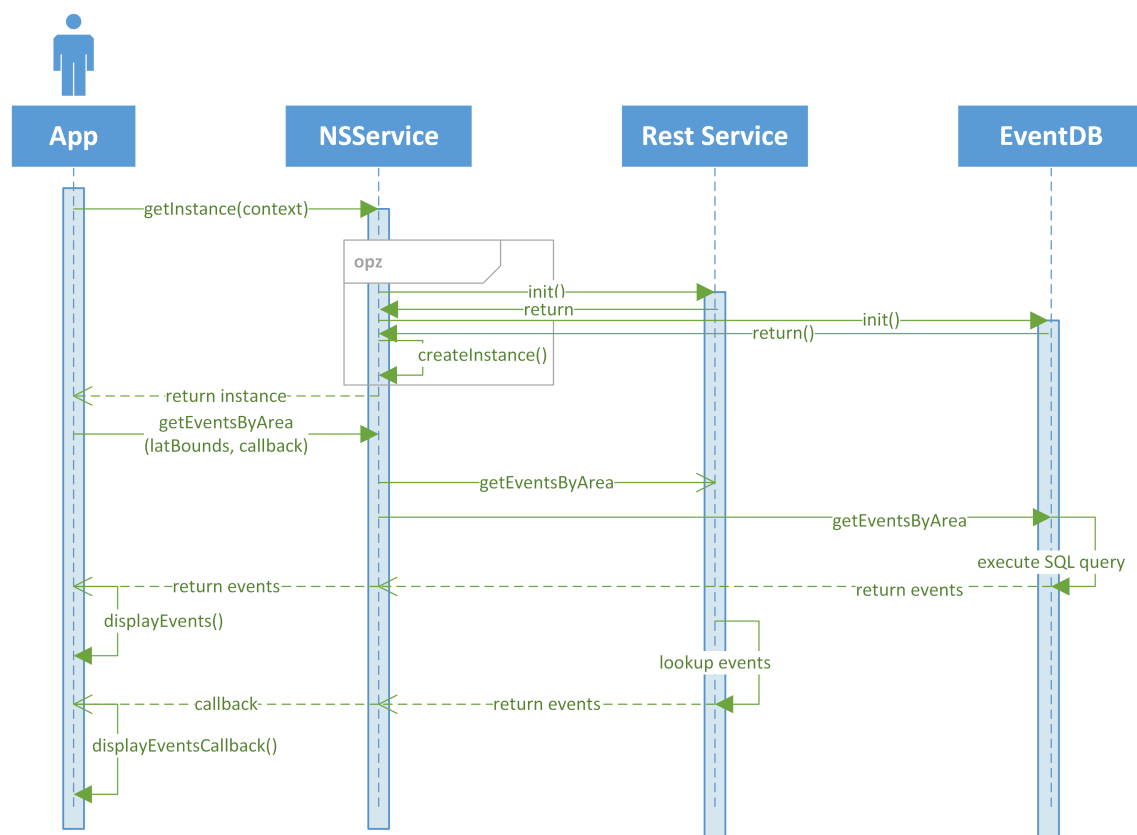 App
NSService
Rest Service
EventDB
getInstance(context)
opz
init()
return
init()
return()
createInstance()
return instance
getEventsByArea
(latBounds, callback)
getEventsByArea
getEventsByArea
execute SQL query
return events
return events
displayEvents()
lookup events
callback
return events
displayEventsCallback()